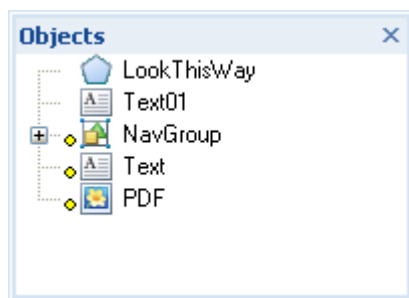 Objects
LookThisWay
Text01
NavGroup
Text
PDF